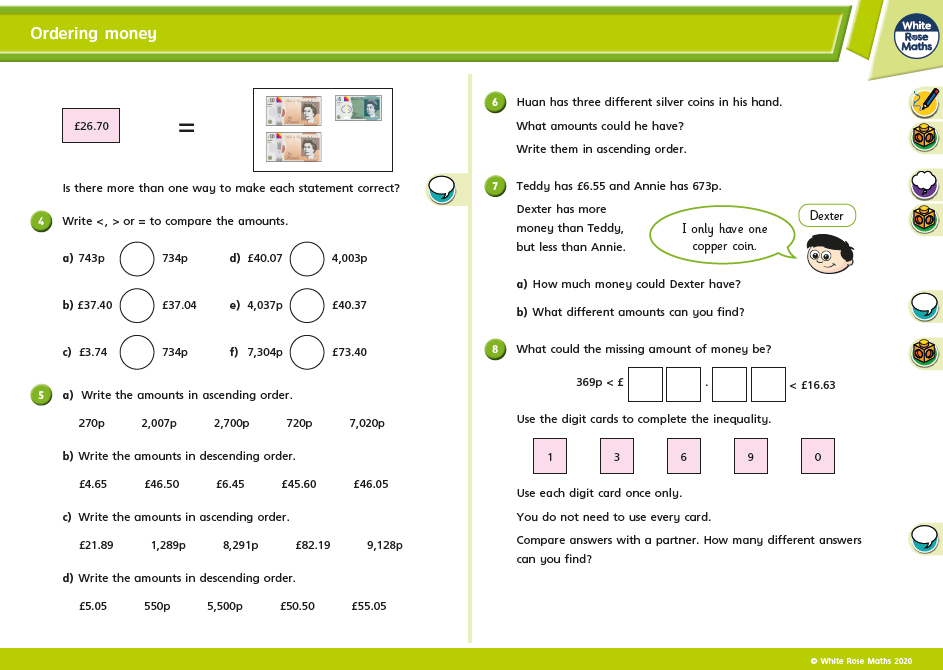 Ordering money
White
Rose
Maths
£26.70
=
Is there more than one way to make each statement correct?
4 Write <, > or = to compare the amounts.
a) 743p 734p d) £40.07 4,003p
b) £37.40 £37.04 e) 4,037p £40.37
c) £3.74 734p f) 7,304p £73.40
5 a) Write the amounts in ascending order.
270p 2,007p 2,700p 720p 7,020p
b) Write the amounts in descending order.
£4.65 £46.50 £6.45 £45.60 £46.05
c) Write the amounts in ascending order.
£21.89 1,289p 8,291p £82.19 9,128p
d) Write the amounts in descending order.
£5.05 550p 5,500p £50.50 £55.05
6 Huan has three different silver coins in his hand.
What amounts could he have?
Write them in ascending order.
7 Teddy has £6.55 and Annie has 673p.
Dexter has more
money than Teddy,
but less than Annie.
I only have one
copper coin.
Dexter
a) How much money could Dexter have?
b) What different amounts can you find?
8 What could the missing amount of money be?
369p < £ . < £16.63
Use the digit cards to complete the inequality.
1 3 6 9 0
Use each digit card once only.
You do not need to use every card.
Compare answers with a partner. How many different answers
can you find?
© White Rose Maths 2020